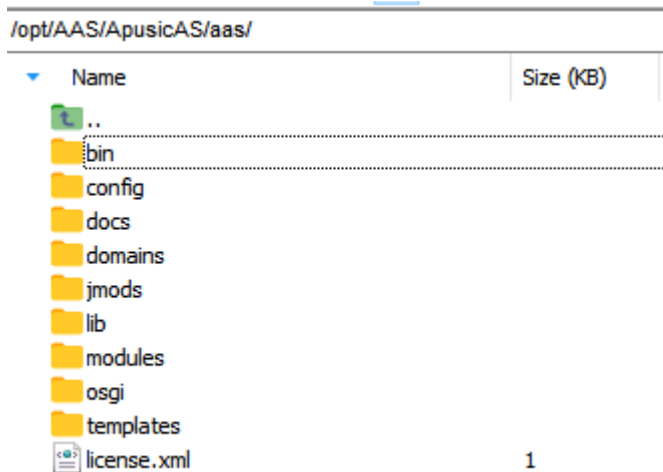 /opt/AAS/ApusicAS/aas/
Name Size (KB)
..
bin
config
docs
domains
jmods
lib
modules
osgi
templates
license.xml 1